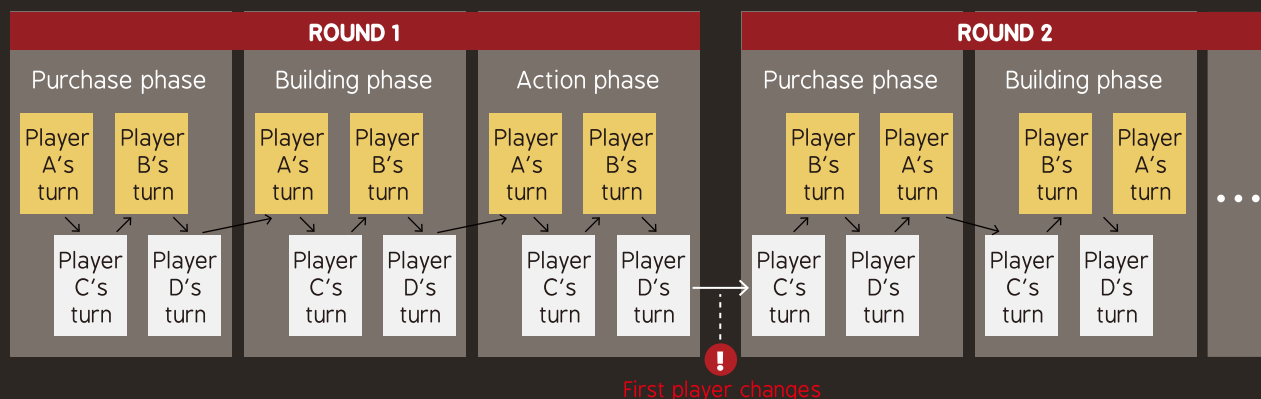 ROUND 1
Purchase phase
Player
A's
turn
Player
C's
turn
Player
B's
turn
Player
D's
turn
Building phase
Player
A's
turn
Player
C's
turn
Player
B's
turn
Player
D's
turn
Action phase
Player
A's
turn
Player
C's
turn
Player
B's
turn
Player
D's
turn
!
First player changes
ROUND 2
Purchase phase
Player
C's
turn
Player
B's
turn
Player
D's
turn
Player
A's
turn
Building phase
Player
C's
turn
Player
B's
turn
Player
D's
turn
Player
A's
turn
...